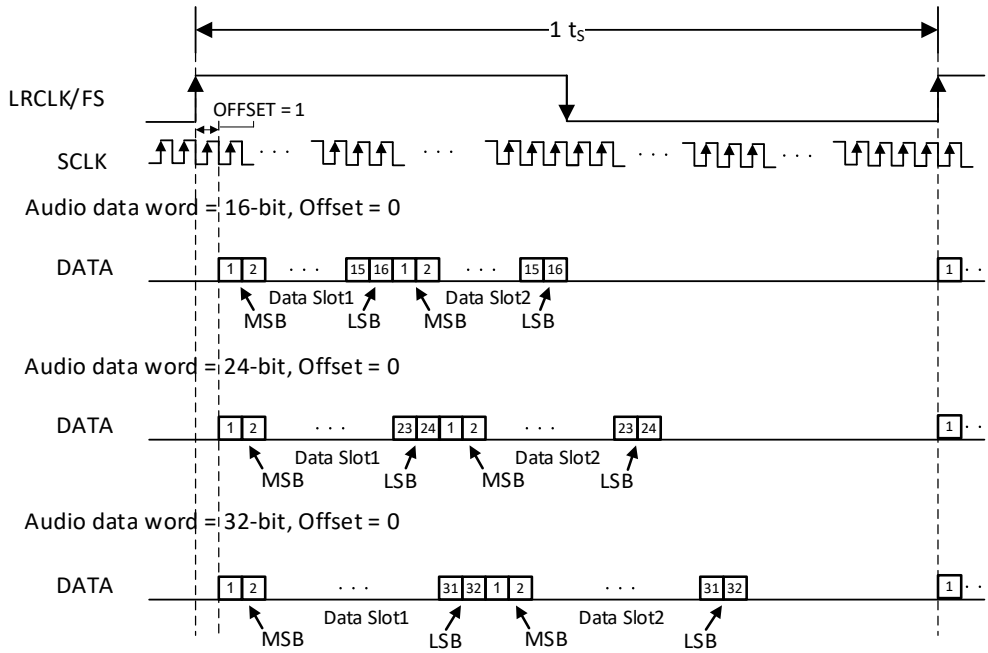 1 tS
LRCLK/FS
OFFSET = 1
SCLK
. . . . . . . . . . . .
Audio data word = 16-bit, Offset = 0
DATA
1 2 . . . 15 16 1 2 . . . 15 16 1 . .
Data Slot1 Data Slot2
MSB LSB MSB LSB
Audio data word = 24-bit, Offset = 0
DATA
1 2 . . . 23 24 1 2 . . . 23 24 1 . .
Data Slot1 Data Slot2
MSB LSB MSB LSB
Audio data word = 32-bit, Offset = 0
DATA
1 2 . . . 31 32 1 2 . . . 31 32 1 . .
Data Slot1 Data Slot2
MSB LSB MSB LSB